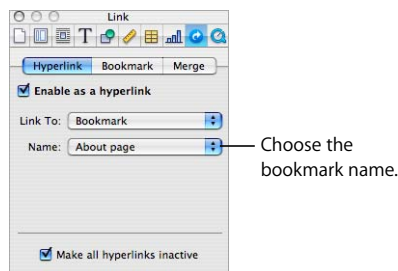 Link
T
Hyperlink Bookmark Merge
Enable as a hyperlink
Link To: Bookmark
Name: About page
Choose the
bookmark name.
Make all hyperlinks inactive